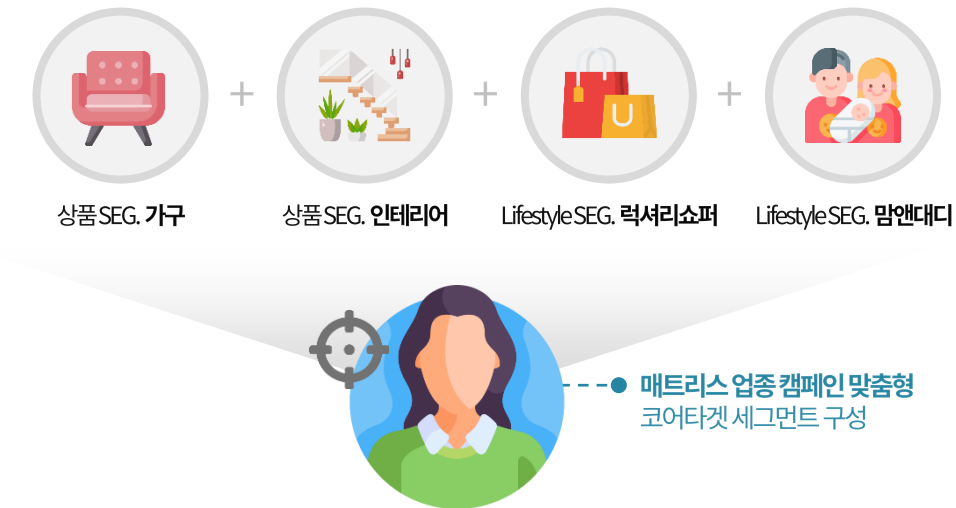 상품 SEG. 가구
상품 SEG. 인테리어
Lifestyle SEG. 럭셔리쇼퍼
Lifestyle SEG. 맘앤대디
매트리스 업종 캠페인 맞춤형
코어타겟 세그먼트 구성